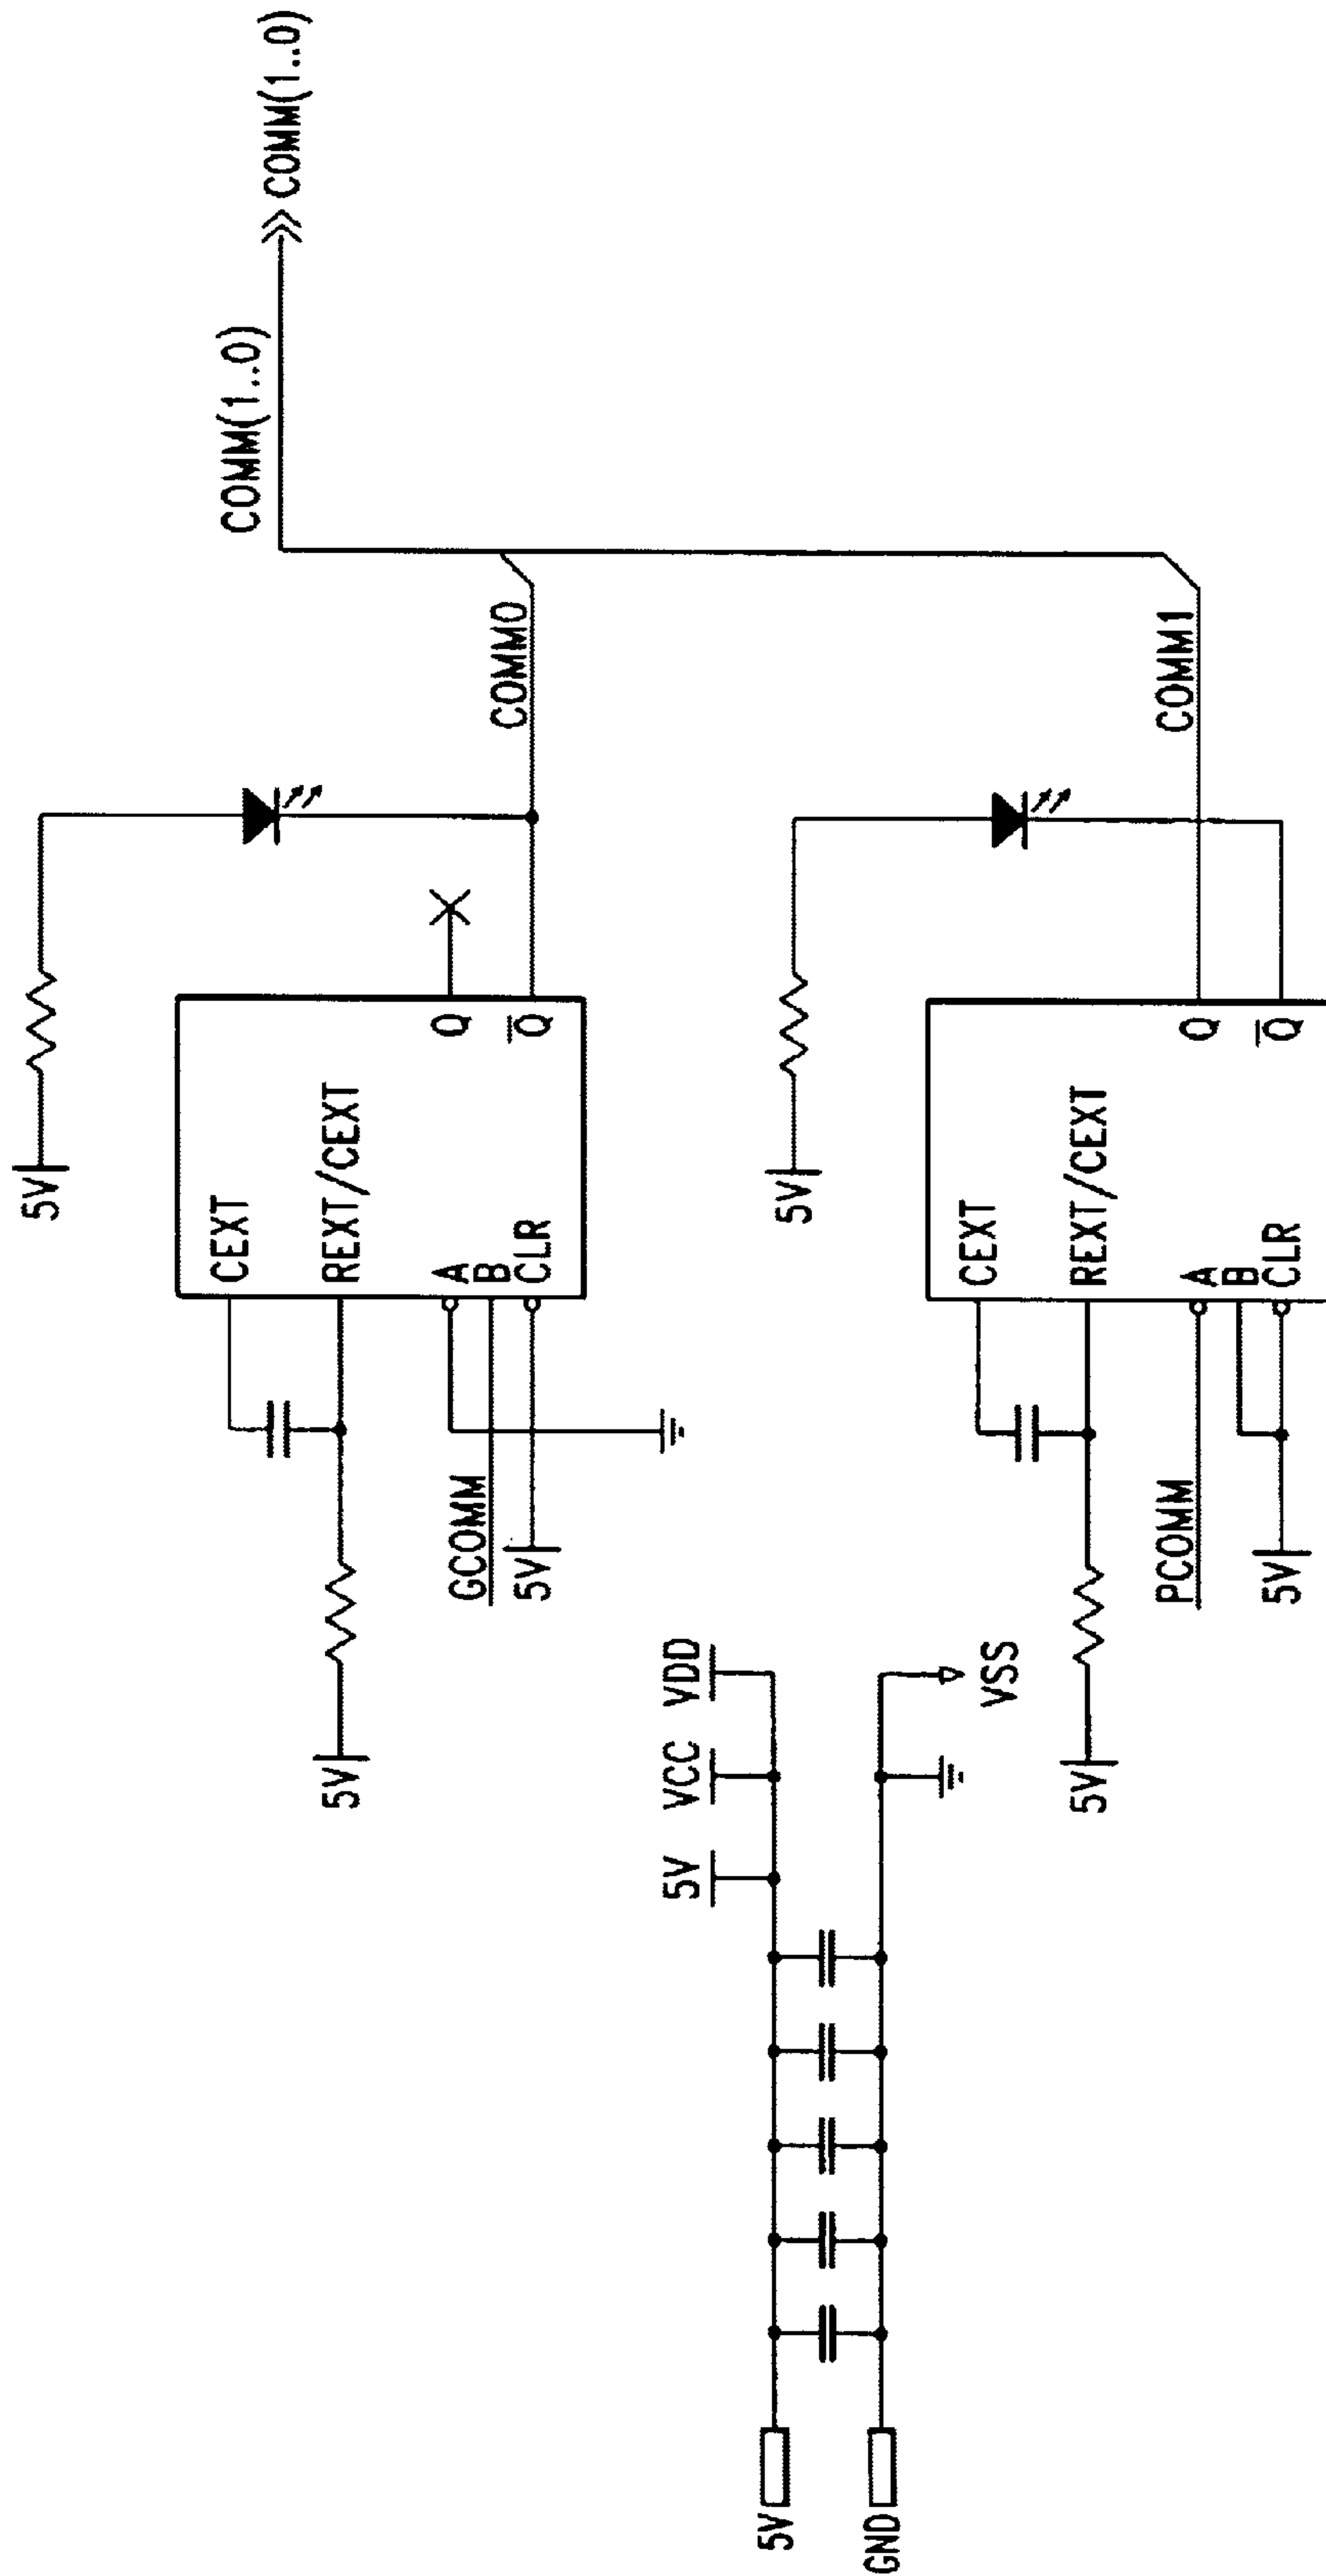 5V
CEXT
REXT/CEXT
A
B
CLR
Q
Q̅
5V
GCOMM
5V
COMM0
COMM(1..0)
COMM(1..0)
5V
CEXT
REXT/CEXT
A
B
CLR
Q
Q̅
5V
PCOMM
5V
COMM1
5V
GND
5V
VCC
VDD
VSS